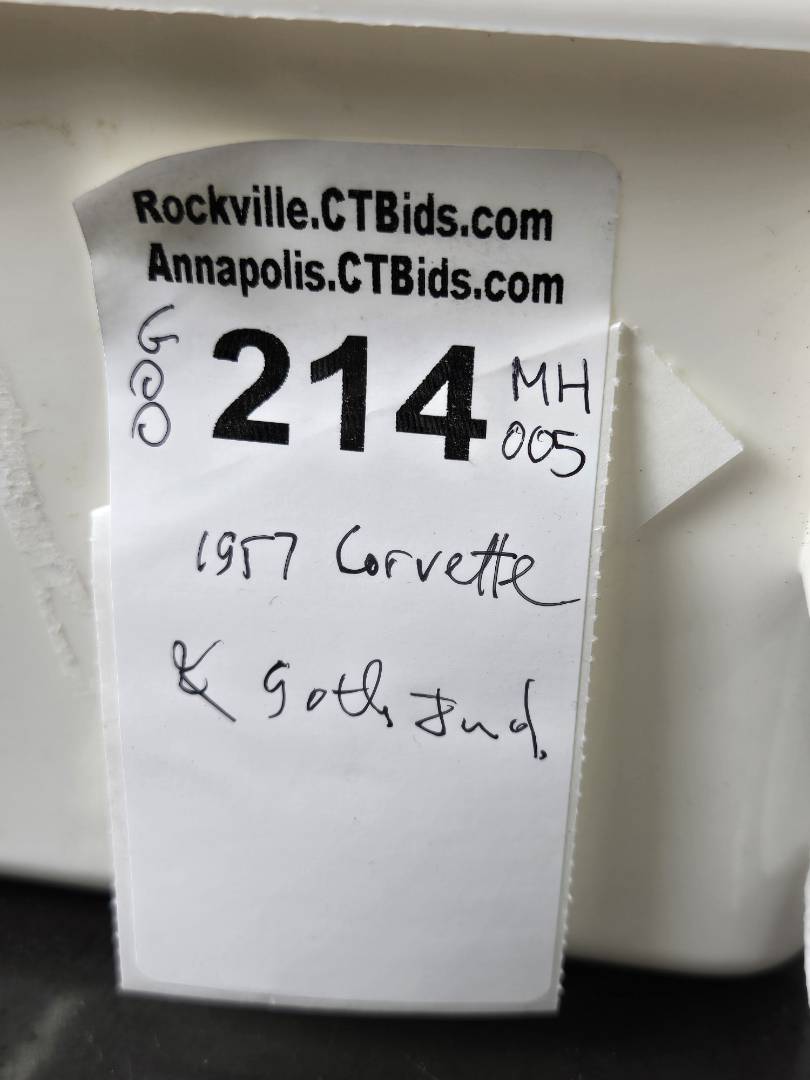 Rockville.CTBids.com
Annapolis.CTBids.com
214
MH
005
1957 Corvette
& 90th Ind.